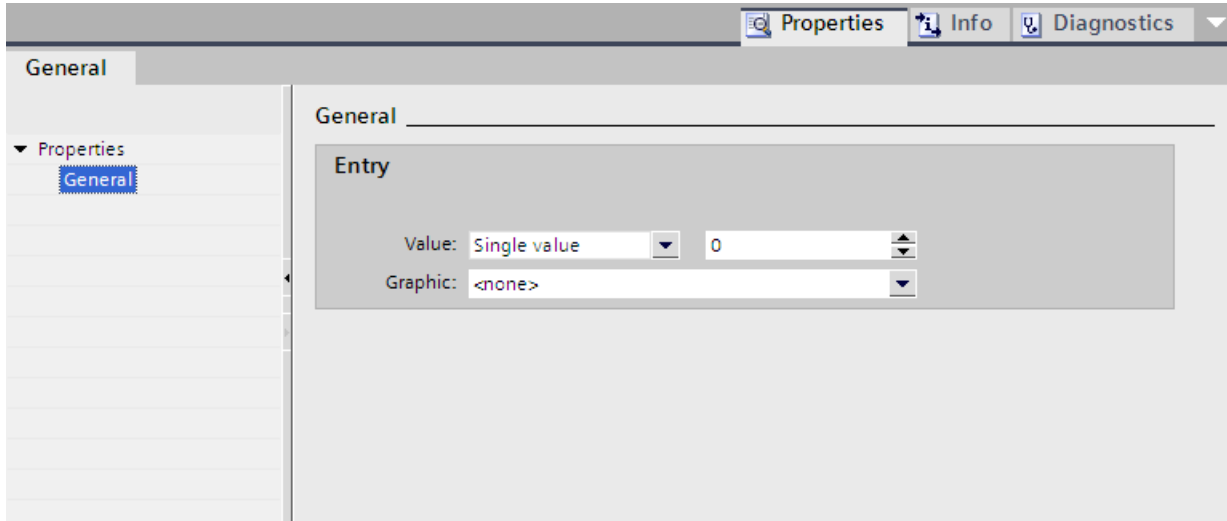 Properties Info Diagnostics
General
General
Properties
General
Entry
Value: Single value 0
Graphic: <none>